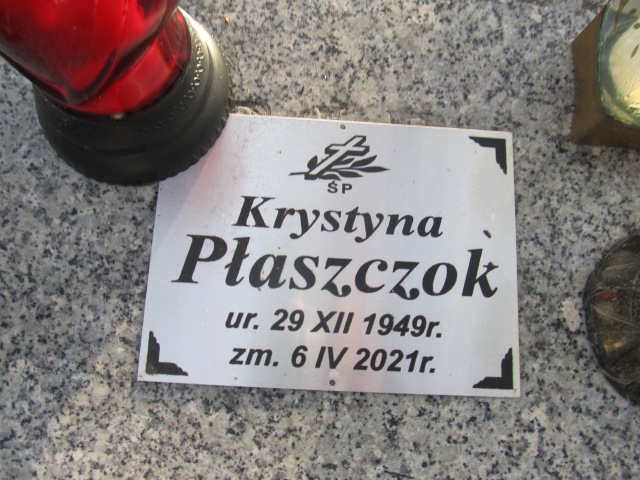 ŚP
Krystyna
Płaszczok
ur. 29 XII 1949r.
zm. 6 IV 2021r.